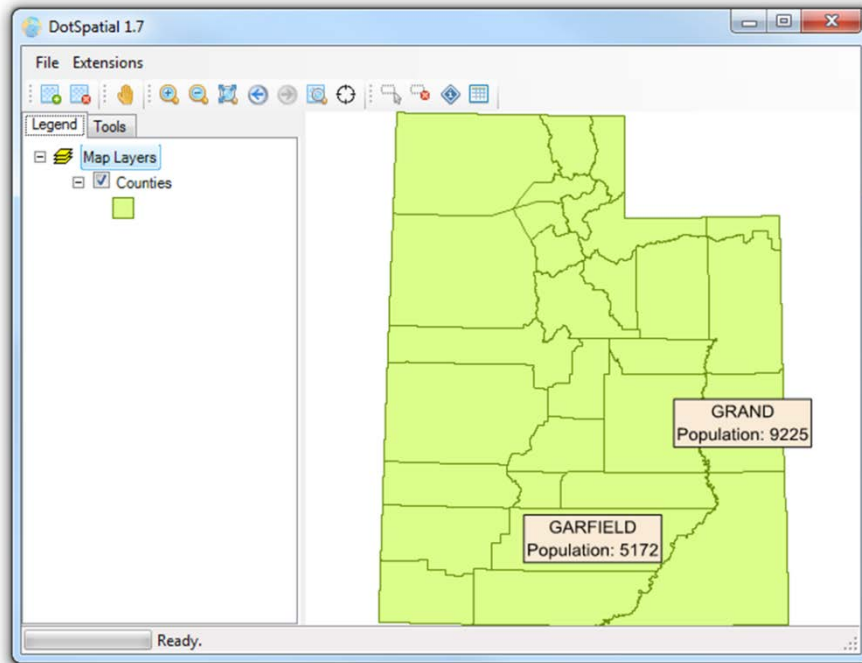 DotSpatial 1.7
File Extensions
Legend Tools
Map Layers
Counties
GRAND
Population: 9225
GARFIELD
Population: 5172
Ready.